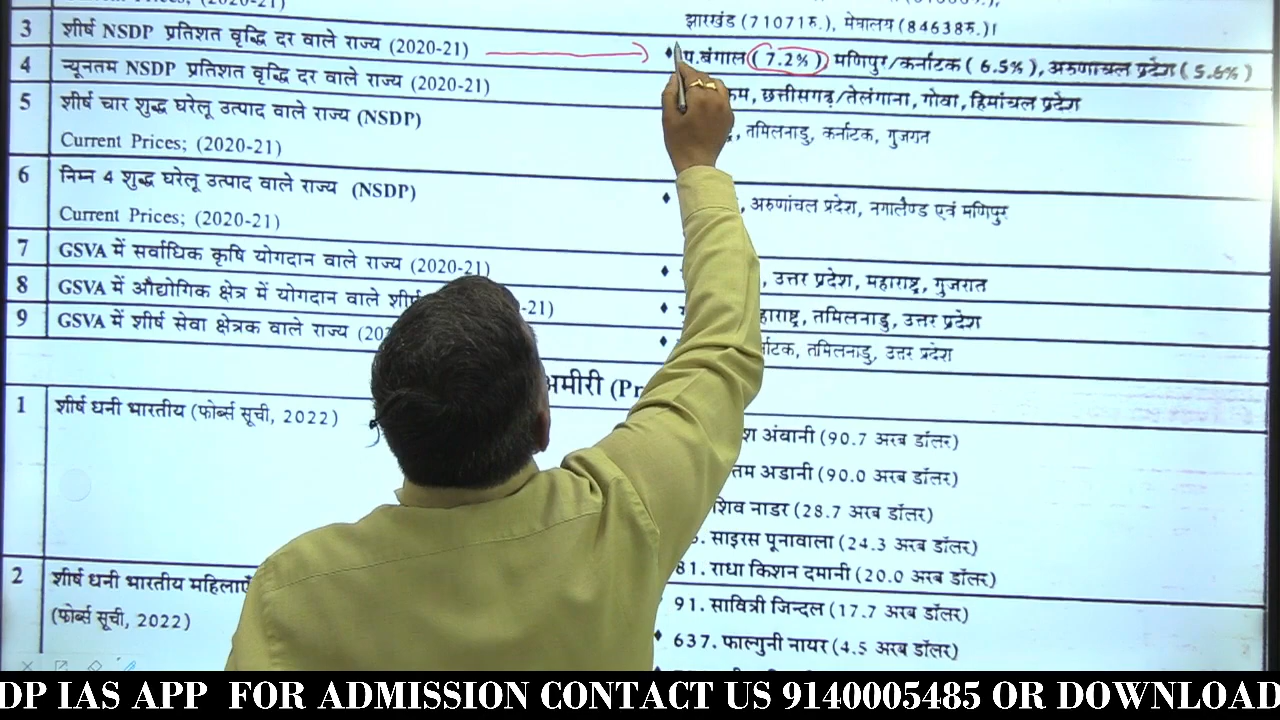 2020-21)
झारखंड (71071रु.), मेघालय (84638रु.)।
3 शीर्ष NSDP प्रतिशत वृद्धि दर वाले राज्य (2020-21)
♦ प.बंगाल (7.2%) मणिपुर/कर्नाटक (6.5%), अरुणाचल प्रदेश (5.6%)
4 न्यूनतम NSDP प्रतिशत वृद्धि दर वाले राज्य (2020-21)
छत्तीसगढ़/तेलंगाना, गोवा, हिमांचल प्रदेश
5 शीर्ष चार शुद्ध घरेलू उत्पाद वाले राज्य (NSDP)
Current Prices; (2020-21)
, तमिलनाडु, कर्नाटक, गुजरात
6 निम्न 4 शुद्ध घरेलू उत्पाद वाले राज्य (NSDP)
Current Prices; (2020-21)
♦ , अरुणांचल प्रदेश, नगालैण्ड एवं मणिपुर
7 GSVA में सर्वाधिक कृषि योगदान वाले राज्य (2020-21)
♦ , उत्तर प्रदेश, महाराष्ट्र, गुजरात
8 GSVA में औद्योगिक क्षेत्र में योगदान वाले शीर्ष -21)
♦ हाराष्ट्र, तमिलनाडु, उत्तर प्रदेश
9 GSVA में शीर्ष सेवा क्षेत्रक वाले राज्य (202
♦ र्नाटक, तमिलनाडु, उत्तर प्रदेश
अमीरी (Pr
1 शीर्ष धनी भारतीय (फोर्ब्स सूची, 2022)
श अंबानी (90.7 अरब डॉलर)
तम अडानी (90.0 अरब डॉलर)
शिव नाडर (28.7 अरब डॉलर)
. साइरस पूनावाला (24.3 अरब डॉलर)
81. राधा किशन दमानी (20.0 अरब डॉलर)
2 शीर्ष धनी भारतीय महिलाएँ
(फोर्ब्स सूची, 2022)
91. सावित्री जिन्दल (17.7 अरब डॉलर)
♦ 637. फाल्गुनी नायर (4.5 अरब डॉलर)
DP IAS APP FOR ADMISSION CONTACT US 9140005485 OR DOWNLOAD